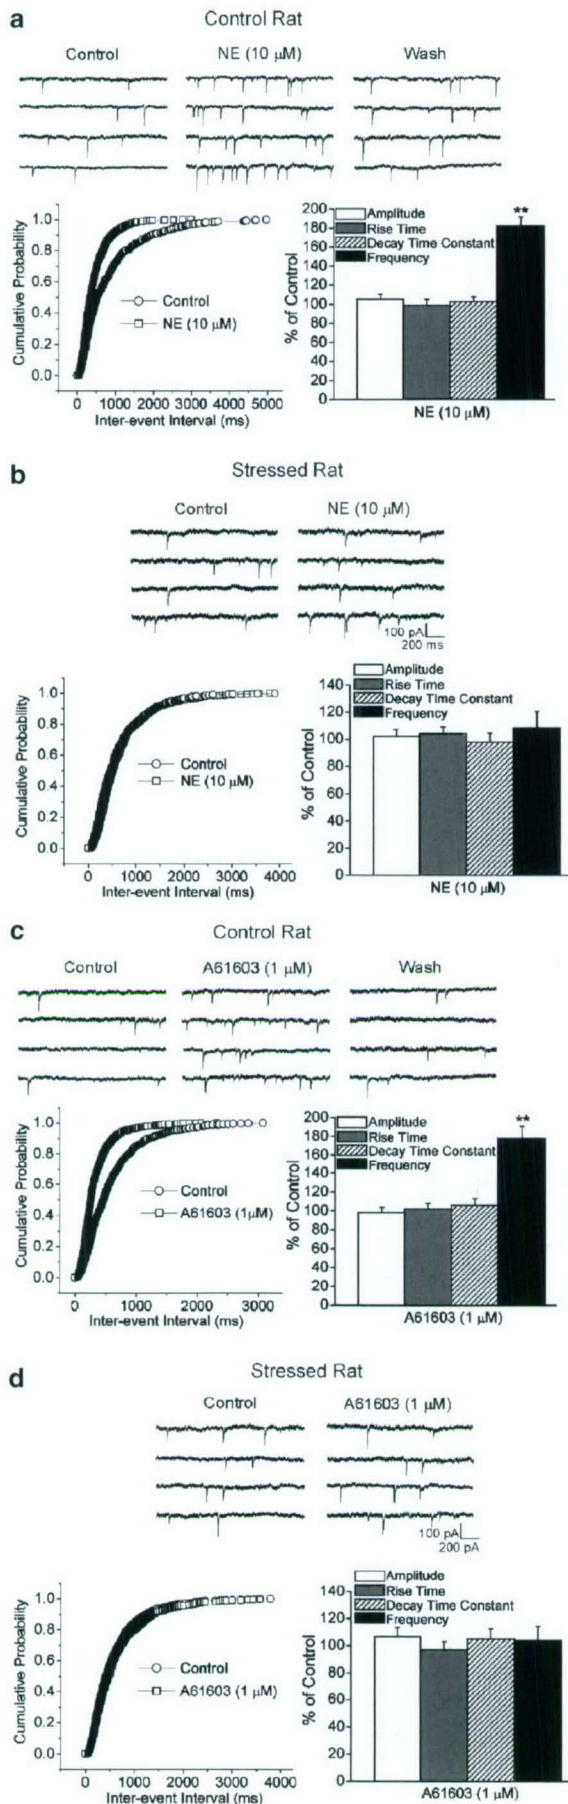 a
Control Rat
Control
NE (10 μM)
Wash
Cumulative Probability
1.0
0.8
0.6
0.4
0.2
0.0
Control
NE (10 μM)
0 1000 2000 3000 4000 5000
Inter-event Interval (ms)
% of Control
200
180
160
140
120
100
80
60
40
20
0
Amplitude
Rise Time
Decay Time Constant
Frequency
**
NE (10 μM)
b
Stressed Rat
Control
NE (10 μM)
100 pA
200 ms
Cumulative Probability
1.0
0.8
0.6
0.4
0.2
0.0
Control
NE (10 μM)
0 1000 2000 3000 4000
Inter-event Interval (ms)
% of Control
140
120
100
80
60
40
20
0
Amplitude
Rise Time
Decay Time Constant
Frequency
NE (10 μM)
c
Control Rat
Control
A61603 (1 μM)
Wash
Cumulative Probability
1.0
0.8
0.6
0.4
0.2
0.0
Control
A61603 (1μM)
0 1000 2000 3000
Inter-event Interval (ms)
% of Control
200
180
160
140
120
100
80
60
40
20
0
Amplitude
Rise Time
Decay Time Constant
Frequency
**
A61603 (1 μM)
d
Stressed Rat
Control
A61603 (1 μM)
100 pA
200 pA
Cumulative Probability
1.0
0.8
0.6
0.4
0.2
0.0
Control
A61603 (1 μM)
0 1000 2000 3000 4000
Inter-event Interval (ms)
% of Control
140
120
100
80
60
40
20
0
Amplitude
Rise Time
Decay Time Constant
Frequency
A61603 (1 μM)